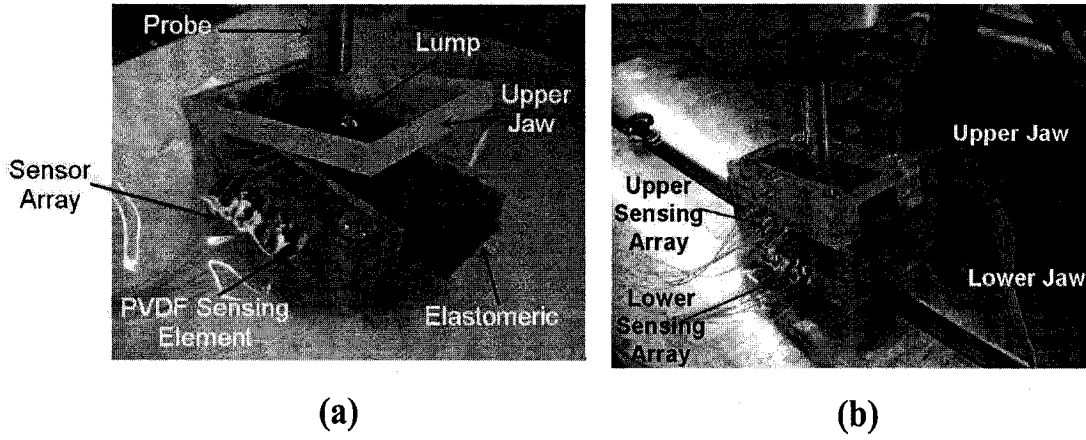 Probe
Lump
Upper
Jaw
Sensor
Array
PVDF Sensing
Element
Elastomeric
(a)
Upper Jaw
Upper
Sensing
Array
Lower Jaw
Lower
Sensing
Array
(b)